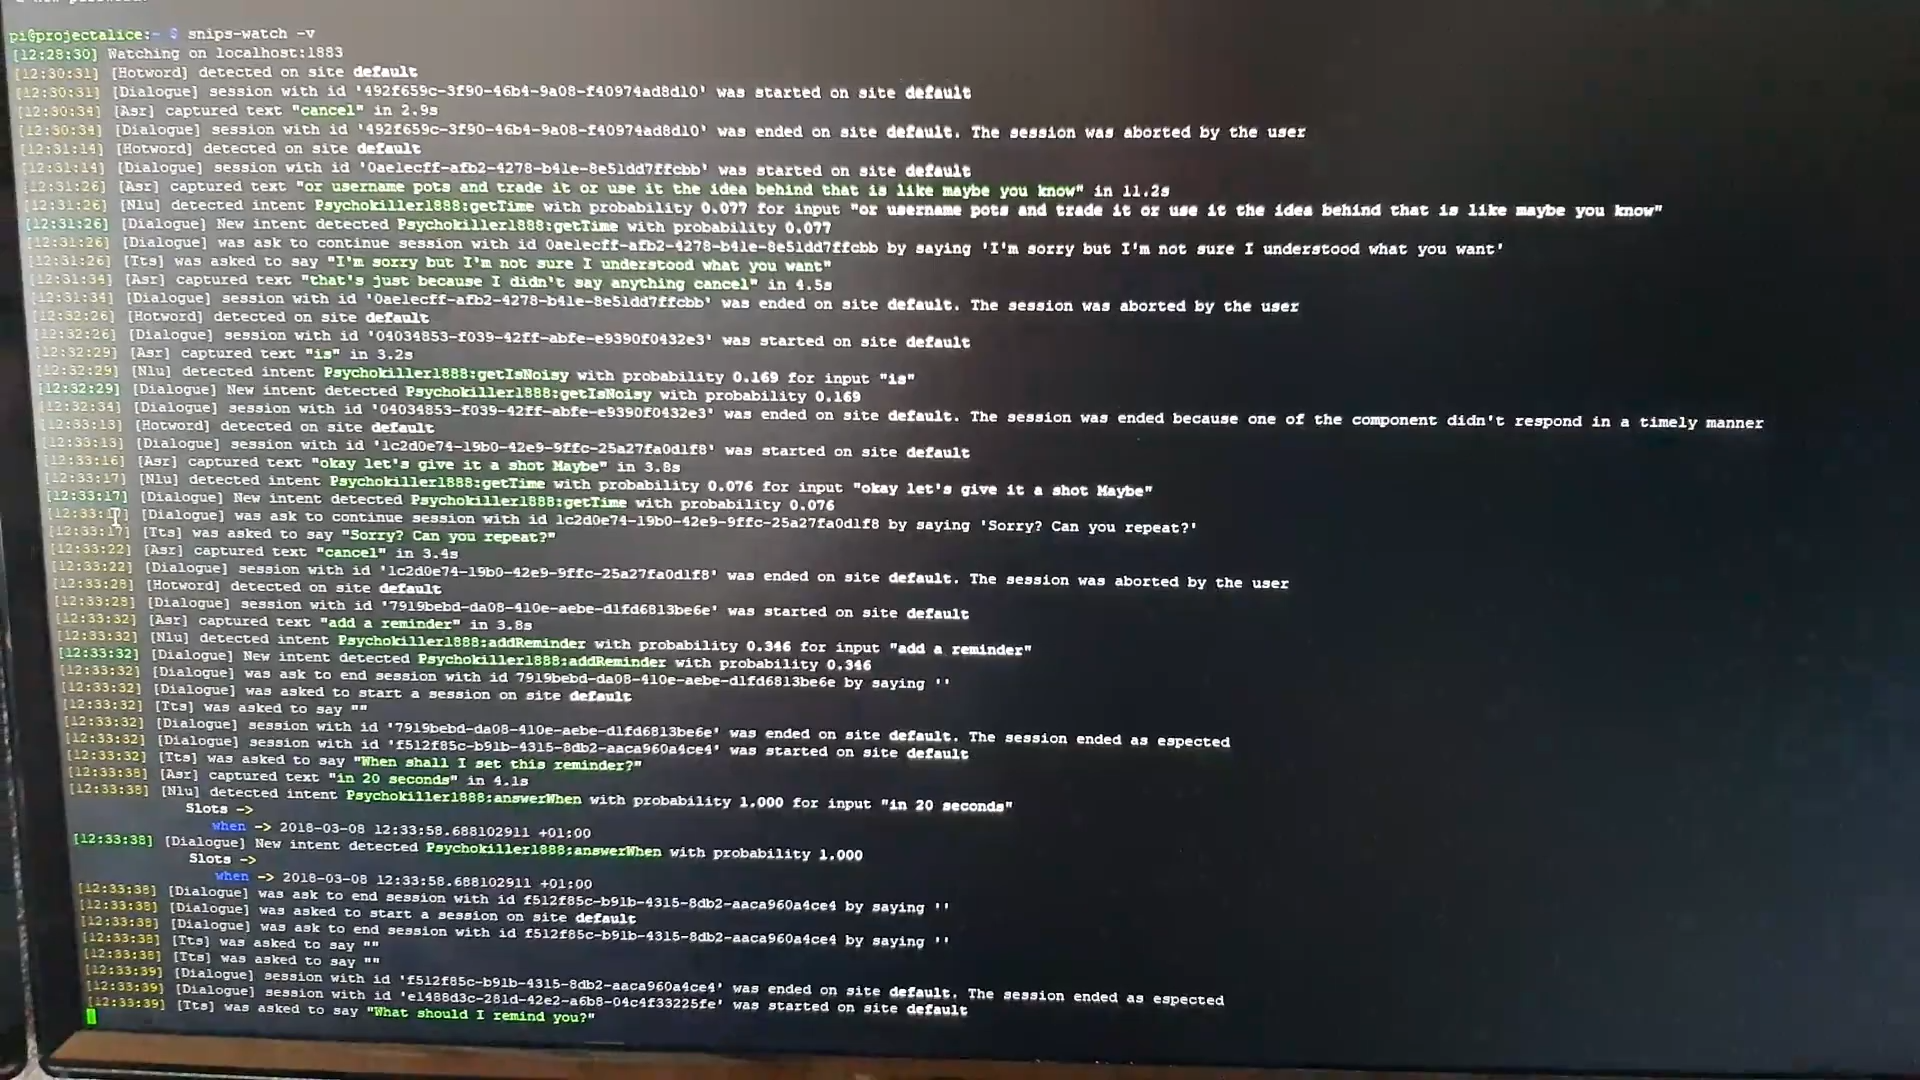 new password:
pi@projectalice:~ $ snips-watch -v
[12:28:30] Watching on localhost:1883
[12:30:31] [Hotword] detected on site default
[12:30:31] [Dialogue] session with id '492f659c-3f90-46b4-9a08-f40974ad8d10' was started on site default
[12:30:34] [Asr] captured text "cancel" in 2.9s
[12:30:34] [Dialogue] session with id '492f659c-3f90-46b4-9a08-f40974ad8d10' was ended on site default. The session was aborted by the user
[12:31:14] [Hotword] detected on site default
[12:31:14] [Dialogue] session with id '0ae1ecff-afb2-4278-b41e-8e51dd7ffcbb' was started on site default
[12:31:26] [Asr] captured text "or username pots and trade it or use it the idea behind that is like maybe you know" in 11.2s
[12:31:26] [Nlu] detected intent Psychokiller1888:getTime with probability 0.077 for input "or username pots and trade it or use it the idea behind that is like maybe you know"
[12:31:26] [Dialogue] New intent detected Psychokiller1888:getTime with probability 0.077
[12:31:26] [Dialogue] was ask to continue session with id 0ae1ecff-afb2-4278-b41e-8e51dd7ffcbb by saying 'I'm sorry but I'm not sure I understood what you want'
[12:31:26] [Tts] was asked to say "I'm sorry but I'm not sure I understood what you want"
[12:31:34] [Asr] captured text "that's just because I didn't say anything cancel" in 4.5s
[12:31:34] [Dialogue] session with id '0ae1ecff-afb2-4278-b41e-8e51dd7ffcbb' was ended on site default. The session was aborted by the user
[12:32:26] [Hotword] detected on site default
[12:32:26] [Dialogue] session with id '04034853-f039-42ff-abfe-e9390f0432e3' was started on site default
[12:32:29] [Asr] captured text "is" in 3.2s
[12:32:29] [Nlu] detected intent Psychokiller1888:getIsNoisy with probability 0.169 for input "is"
[12:32:29] [Dialogue] New intent detected Psychokiller1888:getIsNoisy with probability 0.169
[12:32:34] [Dialogue] session with id '04034853-f039-42ff-abfe-e9390f0432e3' was ended on site default. The session was ended because one of the component didn't respond in a timely manner
[12:33:13] [Hotword] detected on site default
[12:33:13] [Dialogue] session with id '1c2d0e74-19b0-42e9-9ffc-25a27fa0d1f8' was started on site default
[12:33:16] [Asr] captured text "okay let's give it a shot Maybe" in 3.8s
[12:33:17] [Nlu] detected intent Psychokiller1888:getTime with probability 0.076 for input "okay let's give it a shot Maybe"
[12:33:17] [Dialogue] New intent detected Psychokiller1888:getTime with probability 0.076
[12:33:17] [Dialogue] was ask to continue session with id 1c2d0e74-19b0-42e9-9ffc-25a27fa0d1f8 by saying 'Sorry? Can you repeat?'
[12:33:17] [Tts] was asked to say "Sorry? Can you repeat?"
[12:33:22] [Asr] captured text "cancel" in 3.4s
[12:33:22] [Dialogue] session with id '1c2d0e74-19b0-42e9-9ffc-25a27fa0d1f8' was ended on site default. The session was aborted by the user
[12:33:28] [Hotword] detected on site default
[12:33:28] [Dialogue] session with id '7919bebd-da08-410e-aebe-d1fd6813be6e' was started on site default
[12:33:32] [Asr] captured text "add a reminder" in 3.8s
[12:33:32] [Nlu] detected intent Psychokiller1888:addReminder with probability 0.346 for input "add a reminder"
[12:33:32] [Dialogue] New intent detected Psychokiller1888:addReminder with probability 0.346
[12:33:32] [Dialogue] was ask to end session with id 7919bebd-da08-410e-aebe-d1fd6813be6e by saying ''
[12:33:32] [Dialogue] was asked to start a session on site default
[12:33:32] [Tts] was asked to say ""
[12:33:32] [Dialogue] session with id '7919bebd-da08-410e-aebe-d1fd6813be6e' was ended on site default. The session ended as espected
[12:33:32] [Dialogue] session with id 'f512f85c-b91b-4315-8db2-aaca960a4ce4' was started on site default
[12:33:32] [Tts] was asked to say "When shall I set this reminder?"
[12:33:38] [Asr] captured text "in 20 seconds" in 4.1s
[12:33:38] [Nlu] detected intent Psychokiller1888:answerWhen with probability 1.000 for input "in 20 seconds"
Slots ->
when -> 2018-03-08 12:33:58.688102911 +01:00
[12:33:38] [Dialogue] New intent detected Psychokiller1888:answerWhen with probability 1.000
Slots ->
when -> 2018-03-08 12:33:58.688102911 +01:00
[12:33:38] [Dialogue] was ask to end session with id f512f85c-b91b-4315-8db2-aaca960a4ce4 by saying ''
[12:33:38] [Dialogue] was asked to start a session on site default
[12:33:38] [Dialogue] was ask to end session with id f512f85c-b91b-4315-8db2-aaca960a4ce4 by saying ''
[12:33:38] [Tts] was asked to say ""
[12:33:38] [Tts] was asked to say ""
[12:33:39] [Dialogue] session with id 'f512f85c-b91b-4315-8db2-aaca960a4ce4' was ended on site default. The session ended as espected
[12:33:39] [Dialogue] session with id 'e1488d3c-281d-42e2-a6b8-04c4f33225fe' was started on site default
[12:33:39] [Tts] was asked to say "What should I remind you?"